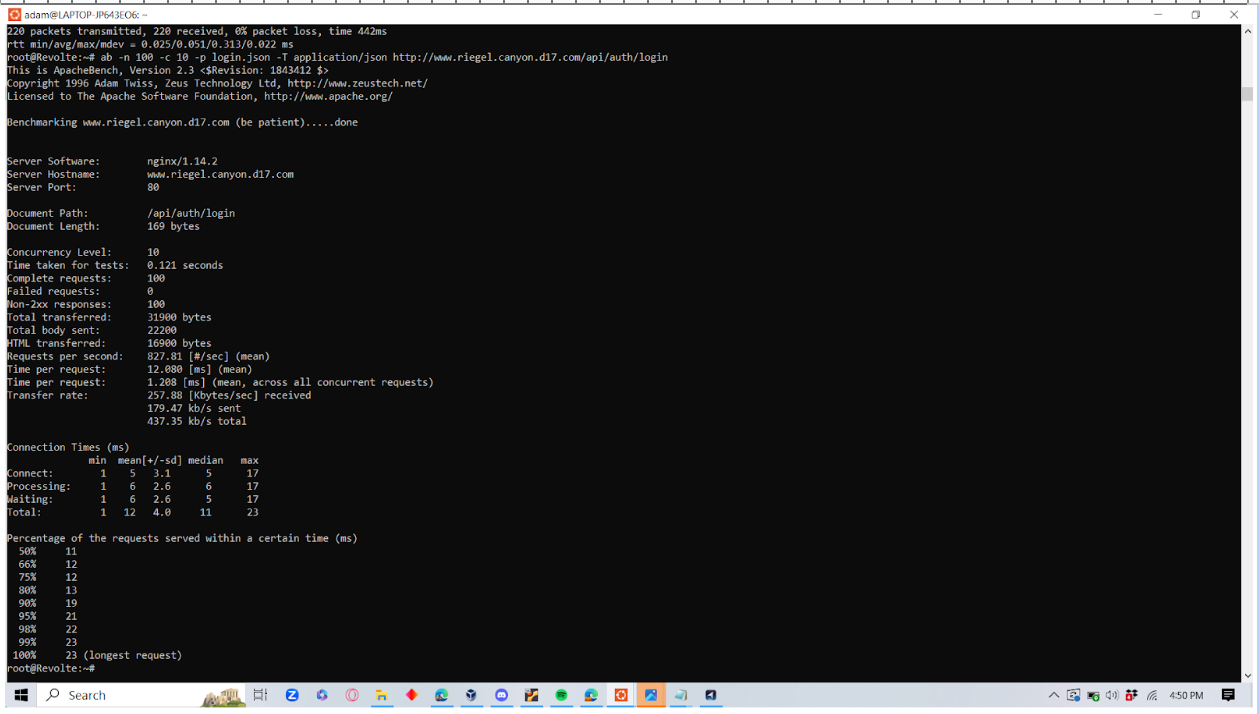 adam@LAPTOP-JP643EO6: ~
220 packets transmitted, 220 received, 0% packet loss, time 442ms
rtt min/avg/max/mdev = 0.025/0.051/0.313/0.022 ms
root@Revolte:~# ab -n 100 -c 10 -p login.json -T application/json http://www.riegel.canyon.d17.com/api/auth/login
This is ApacheBench, Version 2.3 <$Revision: 1843412 $>
Copyright 1996 Adam Twiss, Zeus Technology Ltd, http://www.zeustech.net/
Licensed to The Apache Software Foundation, http://www.apache.org/
Benchmarking www.riegel.canyon.d17.com (be patient).....done
Server Software: nginx/1.14.2
Server Hostname: www.riegel.canyon.d17.com
Server Port: 80
Document Path: /api/auth/login
Document Length: 169 bytes
Concurrency Level: 10
Time taken for tests: 0.121 seconds
Complete requests: 100
Failed requests: 0
Non-2xx responses: 100
Total transferred: 31900 bytes
Total body sent: 22200
HTML transferred: 16900 bytes
Requests per second: 827.81 [#/sec] (mean)
Time per request: 12.080 [ms] (mean)
Time per request: 1.208 [ms] (mean, across all concurrent requests)
Transfer rate: 257.88 [Kbytes/sec] received
179.47 kb/s sent
437.35 kb/s total
Connection Times (ms)
min mean[+/-sd] median max
Connect: 1 5 3.1 5 17
Processing: 1 6 2.6 6 17
Waiting: 1 6 2.6 5 17
Total: 1 12 4.0 11 23
Percentage of the requests served within a certain time (ms)
50% 11
66% 12
75% 12
80% 13
90% 19
95% 21
98% 22
99% 23
100% 23 (longest request)
root@Revolte:~#
Search
4:50 PM